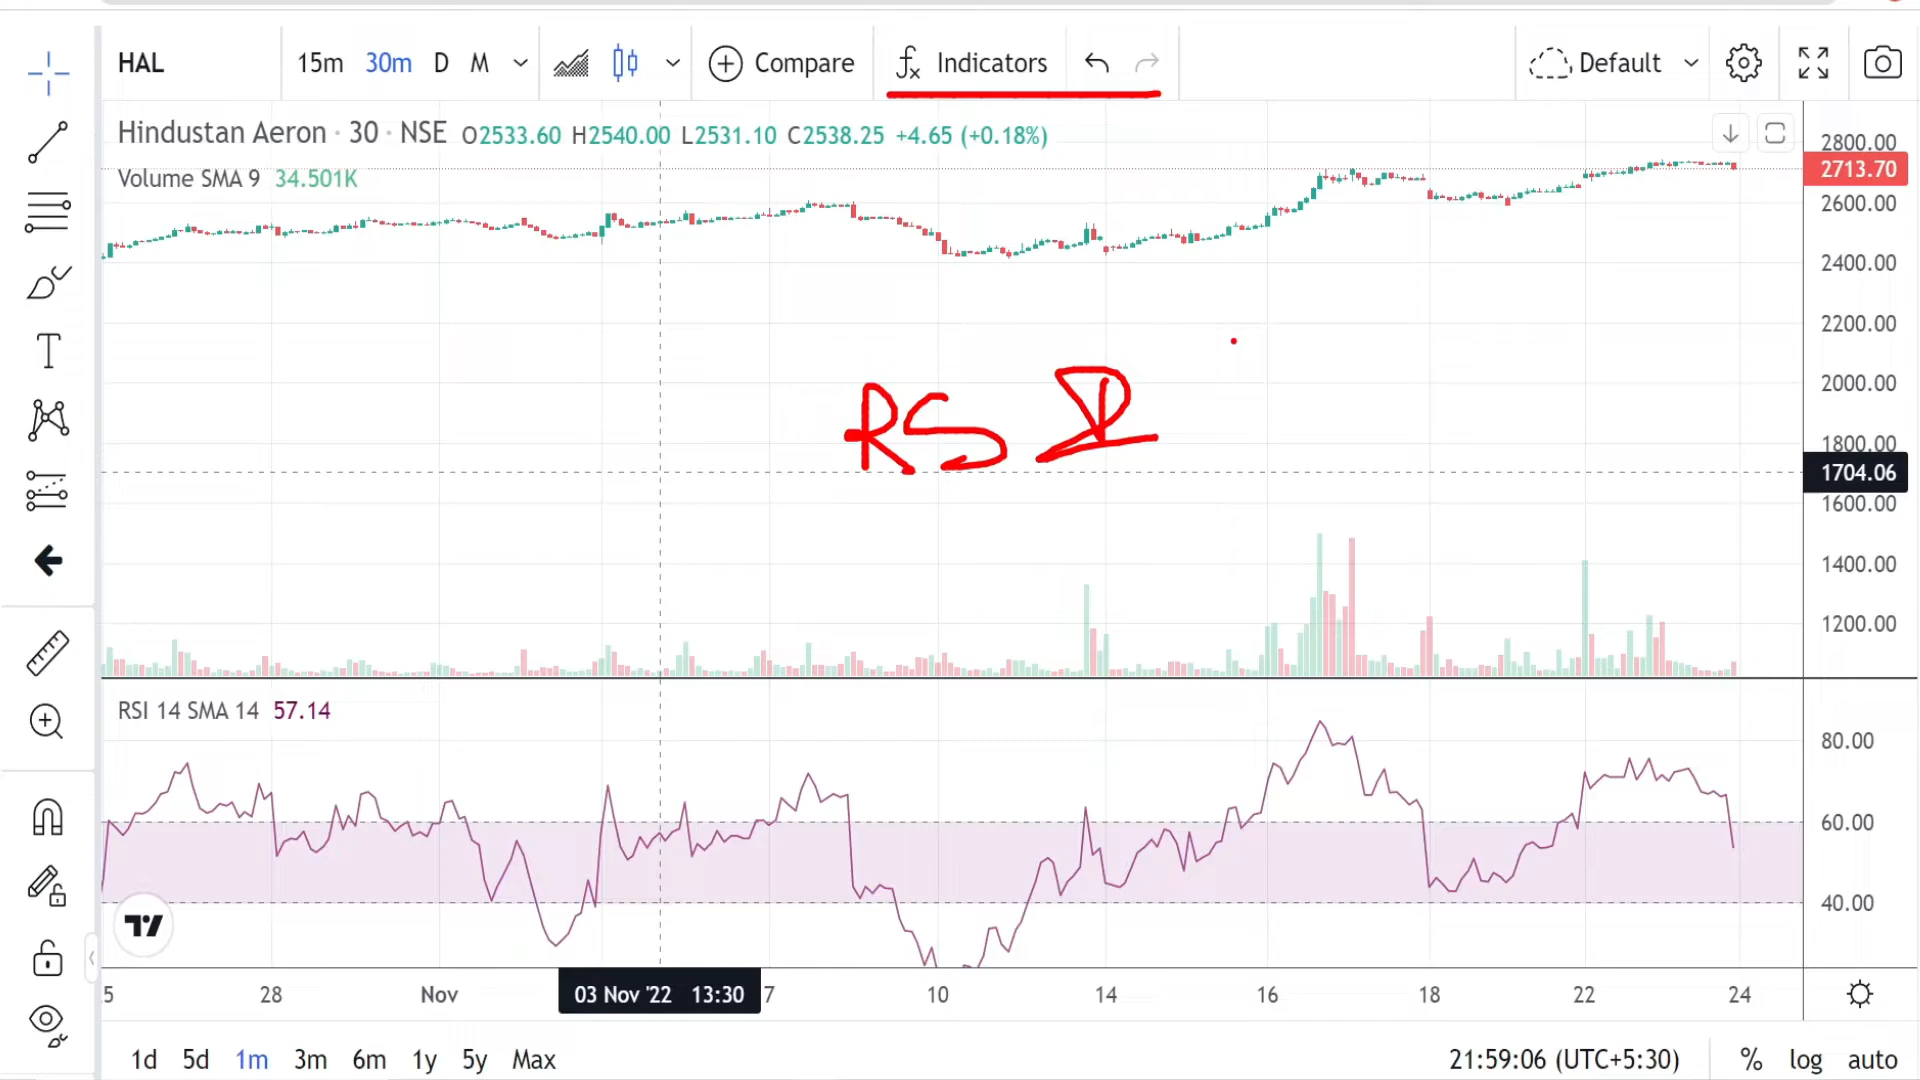 HAL 15m 30m D M Compare Indicators Default
Hindustan Aeron · 30 · NSE O2533.60 H2540.00 L2531.10 C2538.25 +4.65 (+0.18%)
Volume SMA 9 34.501K
2800.00
2713.70
2600.00
2400.00
2200.00
2000.00
1800.00
1704.06
1600.00
1400.00
1200.00
RSI
RSI 14 SMA 14 57.14
80.00
60.00
40.00
28 Nov 03 Nov '22 13:30 7 10 14 16 18 22 24
1d 5d 1m 3m 6m 1y 5y Max 21:59:06 (UTC+5:30) % log auto